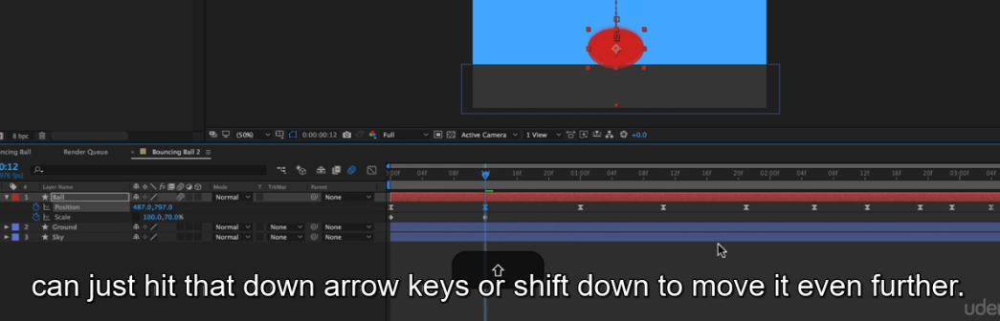 8 bpc
(50%)
0:00:00:12
Full
Active Camera
1 View
+0.0
ncing Ball
Render Queue
Bouncing Ball 2
0:12
:00F
04F
08F
16F
20F
01:00F
04F
08F
12F
16F
20F
02:00F
04F
08F
12F
16F
20F
03:00F
04F
#
Layer Name
Mode
T
TrkMat
Parent
1
Ball
Normal
None
Position
487.0,797.0
Scale
100.0,70.0%
2
Ground
Normal
None
None
3
Sky
Normal
None
None
can just hit that down arrow keys or shift down to move it even further.
uder